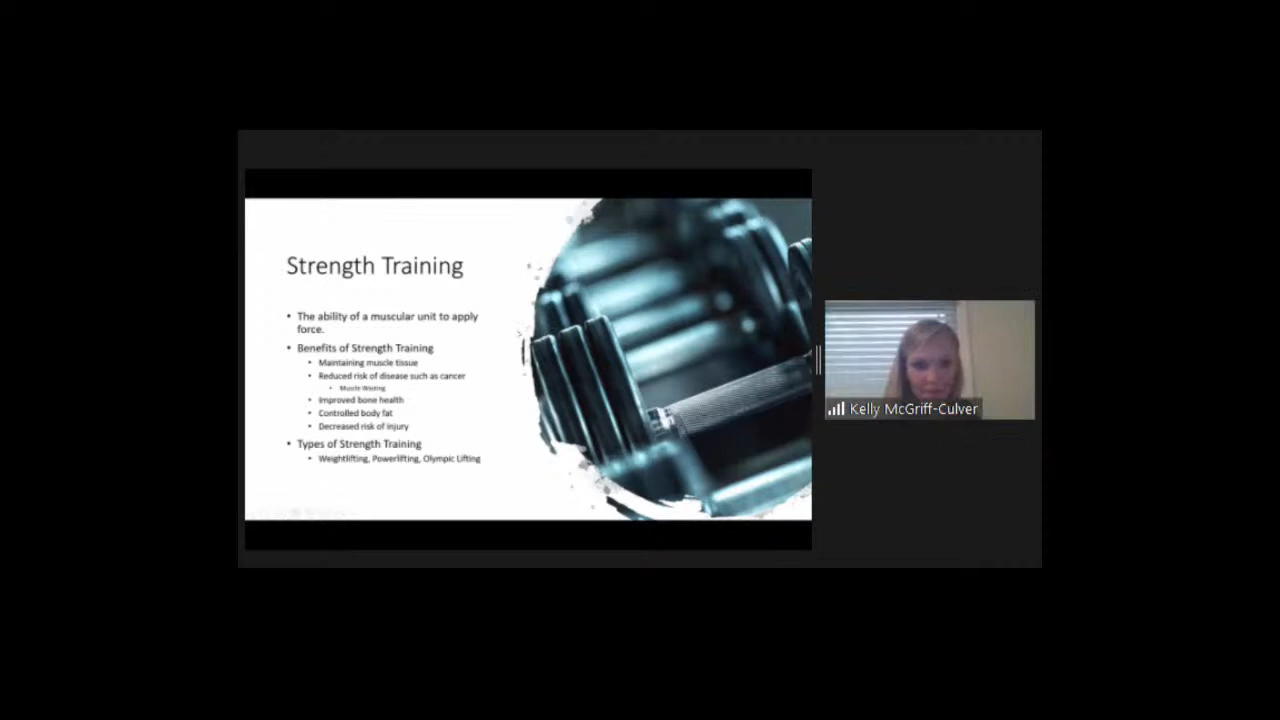 Strength Training
• The ability of a muscular unit to apply
force.
• Benefits of Strength Training
• Maintaining muscle tissue
• Reduced risk of disease such as cancer
• Muscle Wasting
• Improved bone health
• Controlled body fat
• Decreased risk of injury
• Types of Strength Training
• Weightlifting, Powerlifting, Olympic Lifting
Kelly McGriff-Culver